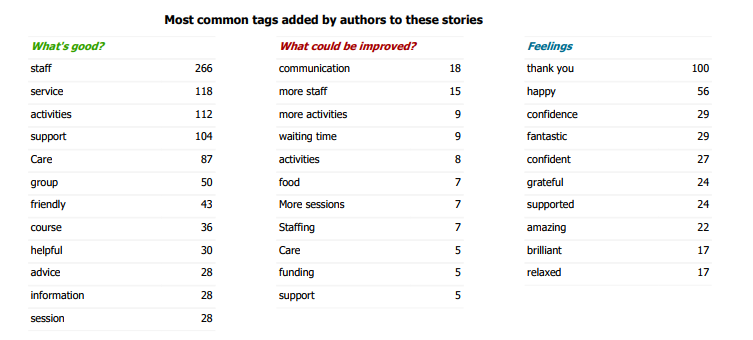 Most common tags added by authors to these stories
What's good? What could be improved? Feelings
staff 266 communication 18 thank you 100
service 118 more staff 15 happy 56
activities 112 more activities 9 confidence 29
support 104 waiting time 9 fantastic 29
Care 87 activities 8 confident 27
group 50 food 7 grateful 24
friendly 43 More sessions 7 supported 24
course 36 Staffing 7 amazing 22
helpful 30 Care 5 brilliant 17
advice 28 funding 5 relaxed 17
information 28 support 5
session 28